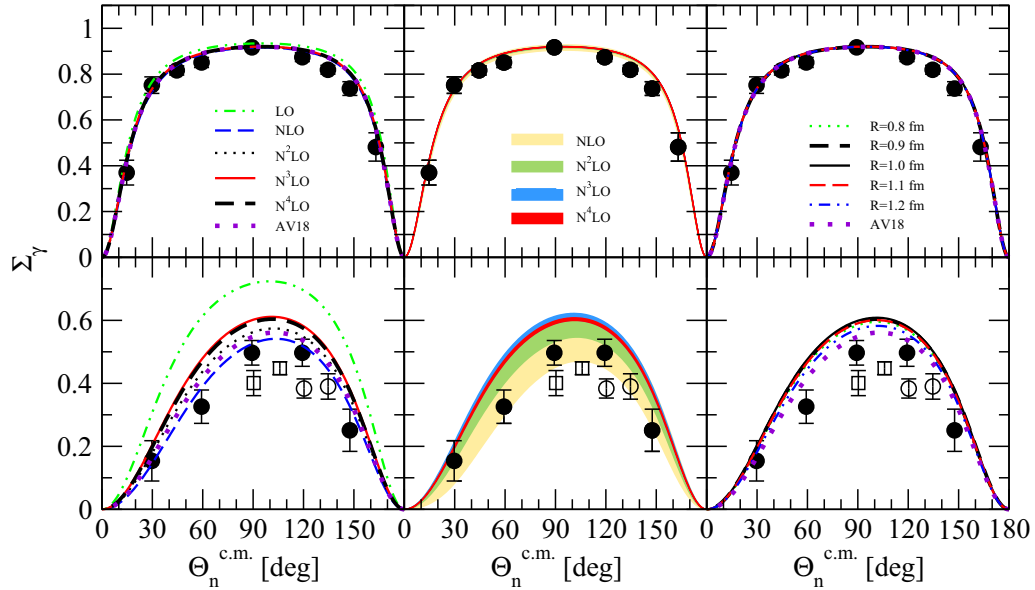 1
0.8
0.6
0.4
0.2
0
LO
NLO
N²LO
N³LO
N⁴LO
AV18
NLO
N²LO
N³LO
N⁴LO
R=0.8 fm
R=0.9 fm
R=1.0 fm
R=1.1 fm
R=1.2 fm
AV18
Σγ
0.6
0.4
0.2
0
0 30 60 90 120 150 0 30 60 90 120 150 0 30 60 90 120 150 180
Θn c.m. [deg] Θn c.m. [deg] Θn c.m. [deg]